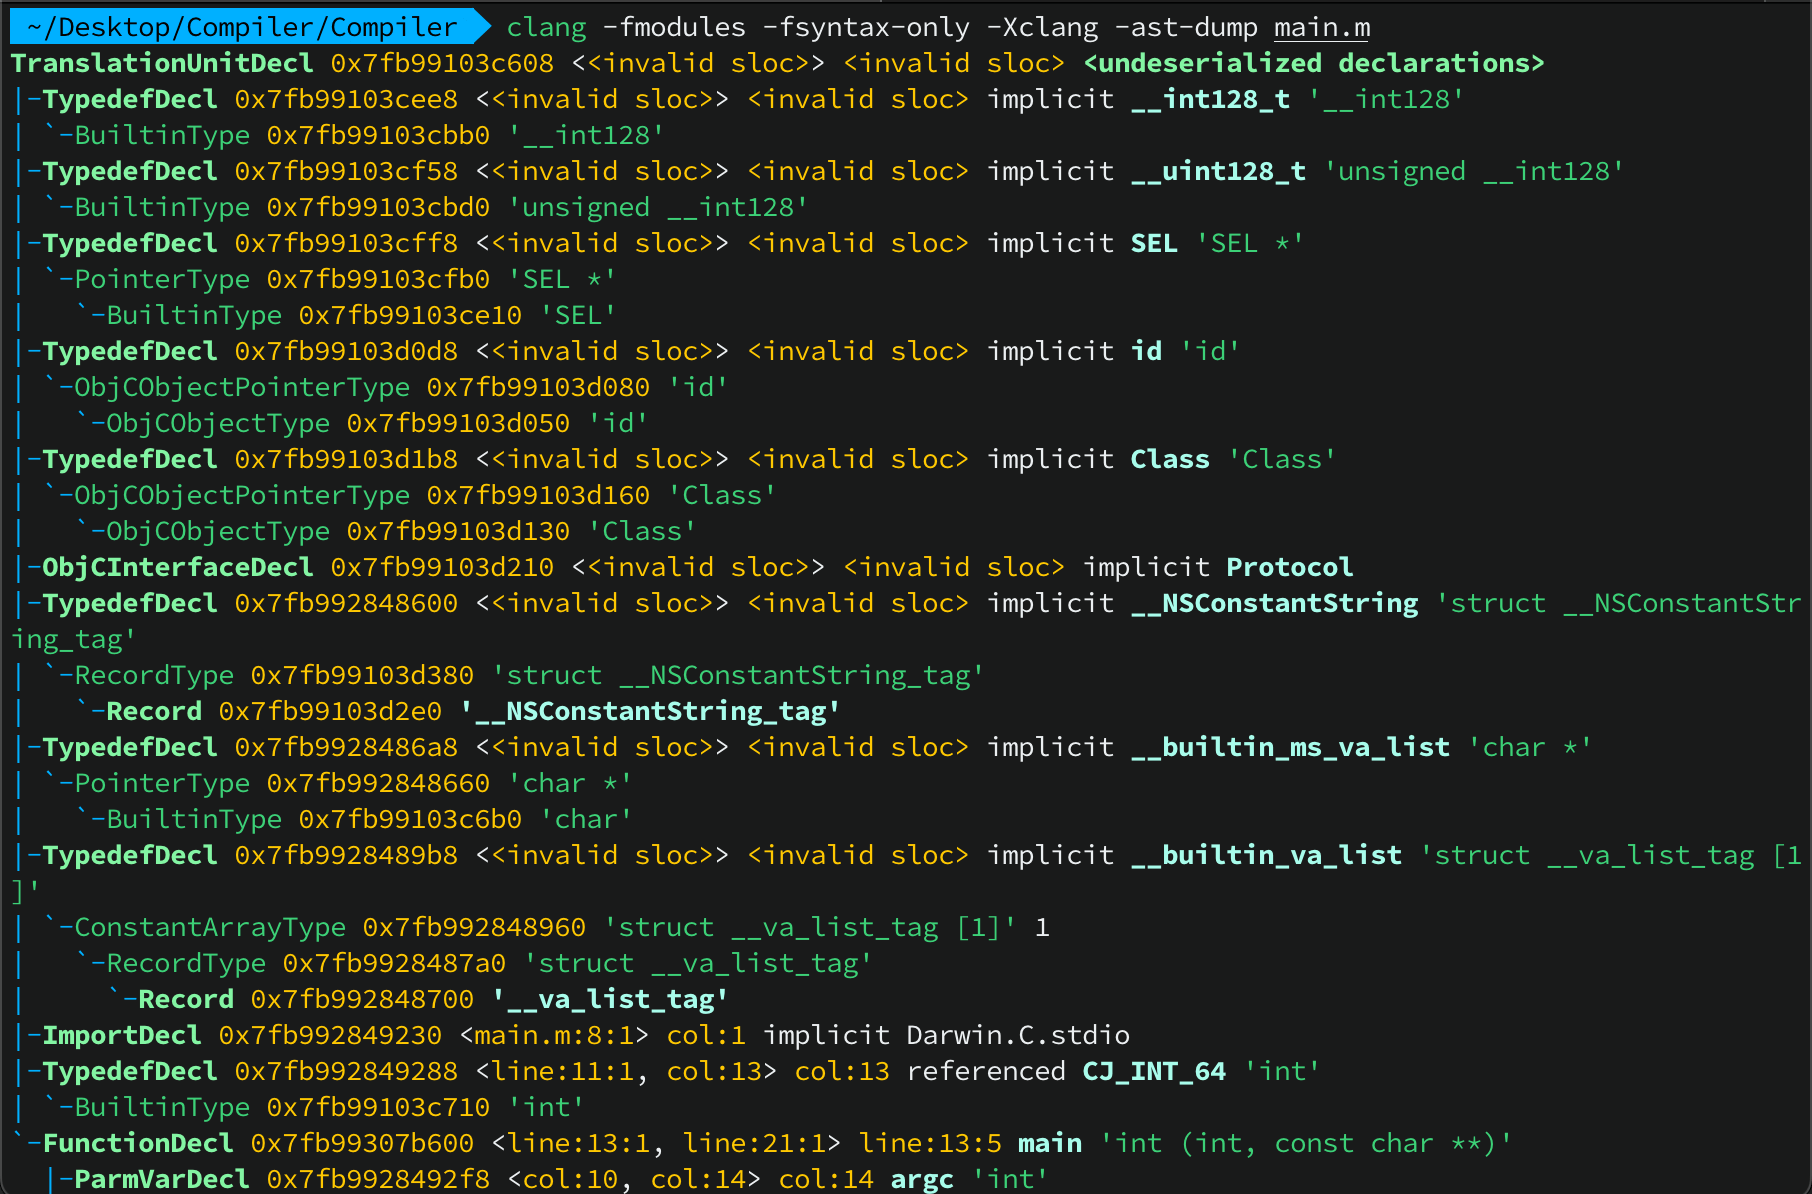 ~/Desktop/Compiler/Compiler clang -fmodules -fsyntax-only -Xclang -ast-dump main.m
TranslationUnitDecl 0x7fb99103c608 <<invalid sloc>> <invalid sloc> <undeserialized declarations>
|-TypedefDecl 0x7fb99103cee8 <<invalid sloc>> <invalid sloc> implicit __int128_t '__int128'
| `-BuiltinType 0x7fb99103cbb0 '__int128'
|-TypedefDecl 0x7fb99103cf58 <<invalid sloc>> <invalid sloc> implicit __uint128_t 'unsigned __int128'
| `-BuiltinType 0x7fb99103cbd0 'unsigned __int128'
|-TypedefDecl 0x7fb99103cff8 <<invalid sloc>> <invalid sloc> implicit SEL 'SEL *'
| `-PointerType 0x7fb99103cfb0 'SEL *'
|   `-BuiltinType 0x7fb99103ce10 'SEL'
|-TypedefDecl 0x7fb99103d0d8 <<invalid sloc>> <invalid sloc> implicit id 'id'
| `-ObjCObjectPointerType 0x7fb99103d080 'id'
|   `-ObjCObjectType 0x7fb99103d050 'id'
|-TypedefDecl 0x7fb99103d1b8 <<invalid sloc>> <invalid sloc> implicit Class 'Class'
| `-ObjCObjectPointerType 0x7fb99103d160 'Class'
|   `-ObjCObjectType 0x7fb99103d130 'Class'
|-ObjCInterfaceDecl 0x7fb99103d210 <<invalid sloc>> <invalid sloc> implicit Protocol
|-TypedefDecl 0x7fb992848600 <<invalid sloc>> <invalid sloc> implicit __NSConstantString 'struct __NSConstantStr
ing_tag'
| `-RecordType 0x7fb99103d380 'struct __NSConstantString_tag'
|   `-Record 0x7fb99103d2e0 '__NSConstantString_tag'
|-TypedefDecl 0x7fb9928486a8 <<invalid sloc>> <invalid sloc> implicit __builtin_ms_va_list 'char *'
| `-PointerType 0x7fb992848660 'char *'
|   `-BuiltinType 0x7fb99103c6b0 'char'
|-TypedefDecl 0x7fb9928489b8 <<invalid sloc>> <invalid sloc> implicit __builtin_va_list 'struct __va_list_tag [1
]'
| `-ConstantArrayType 0x7fb992848960 'struct __va_list_tag [1]' 1
|   `-RecordType 0x7fb9928487a0 'struct __va_list_tag'
|     `-Record 0x7fb992848700 '__va_list_tag'
|-ImportDecl 0x7fb992849230 <main.m:8:1> col:1 implicit Darwin.C.stdio
|-TypedefDecl 0x7fb992849288 <line:11:1, col:13> col:13 referenced CJ_INT_64 'int'
| `-BuiltinType 0x7fb99103c710 'int'
`-FunctionDecl 0x7fb99307b600 <line:13:1, line:21:1> line:13:5 main 'int (int, const char **)'
  |-ParmVarDecl 0x7fb9928492f8 <col:10, col:14> col:14 argc 'int'